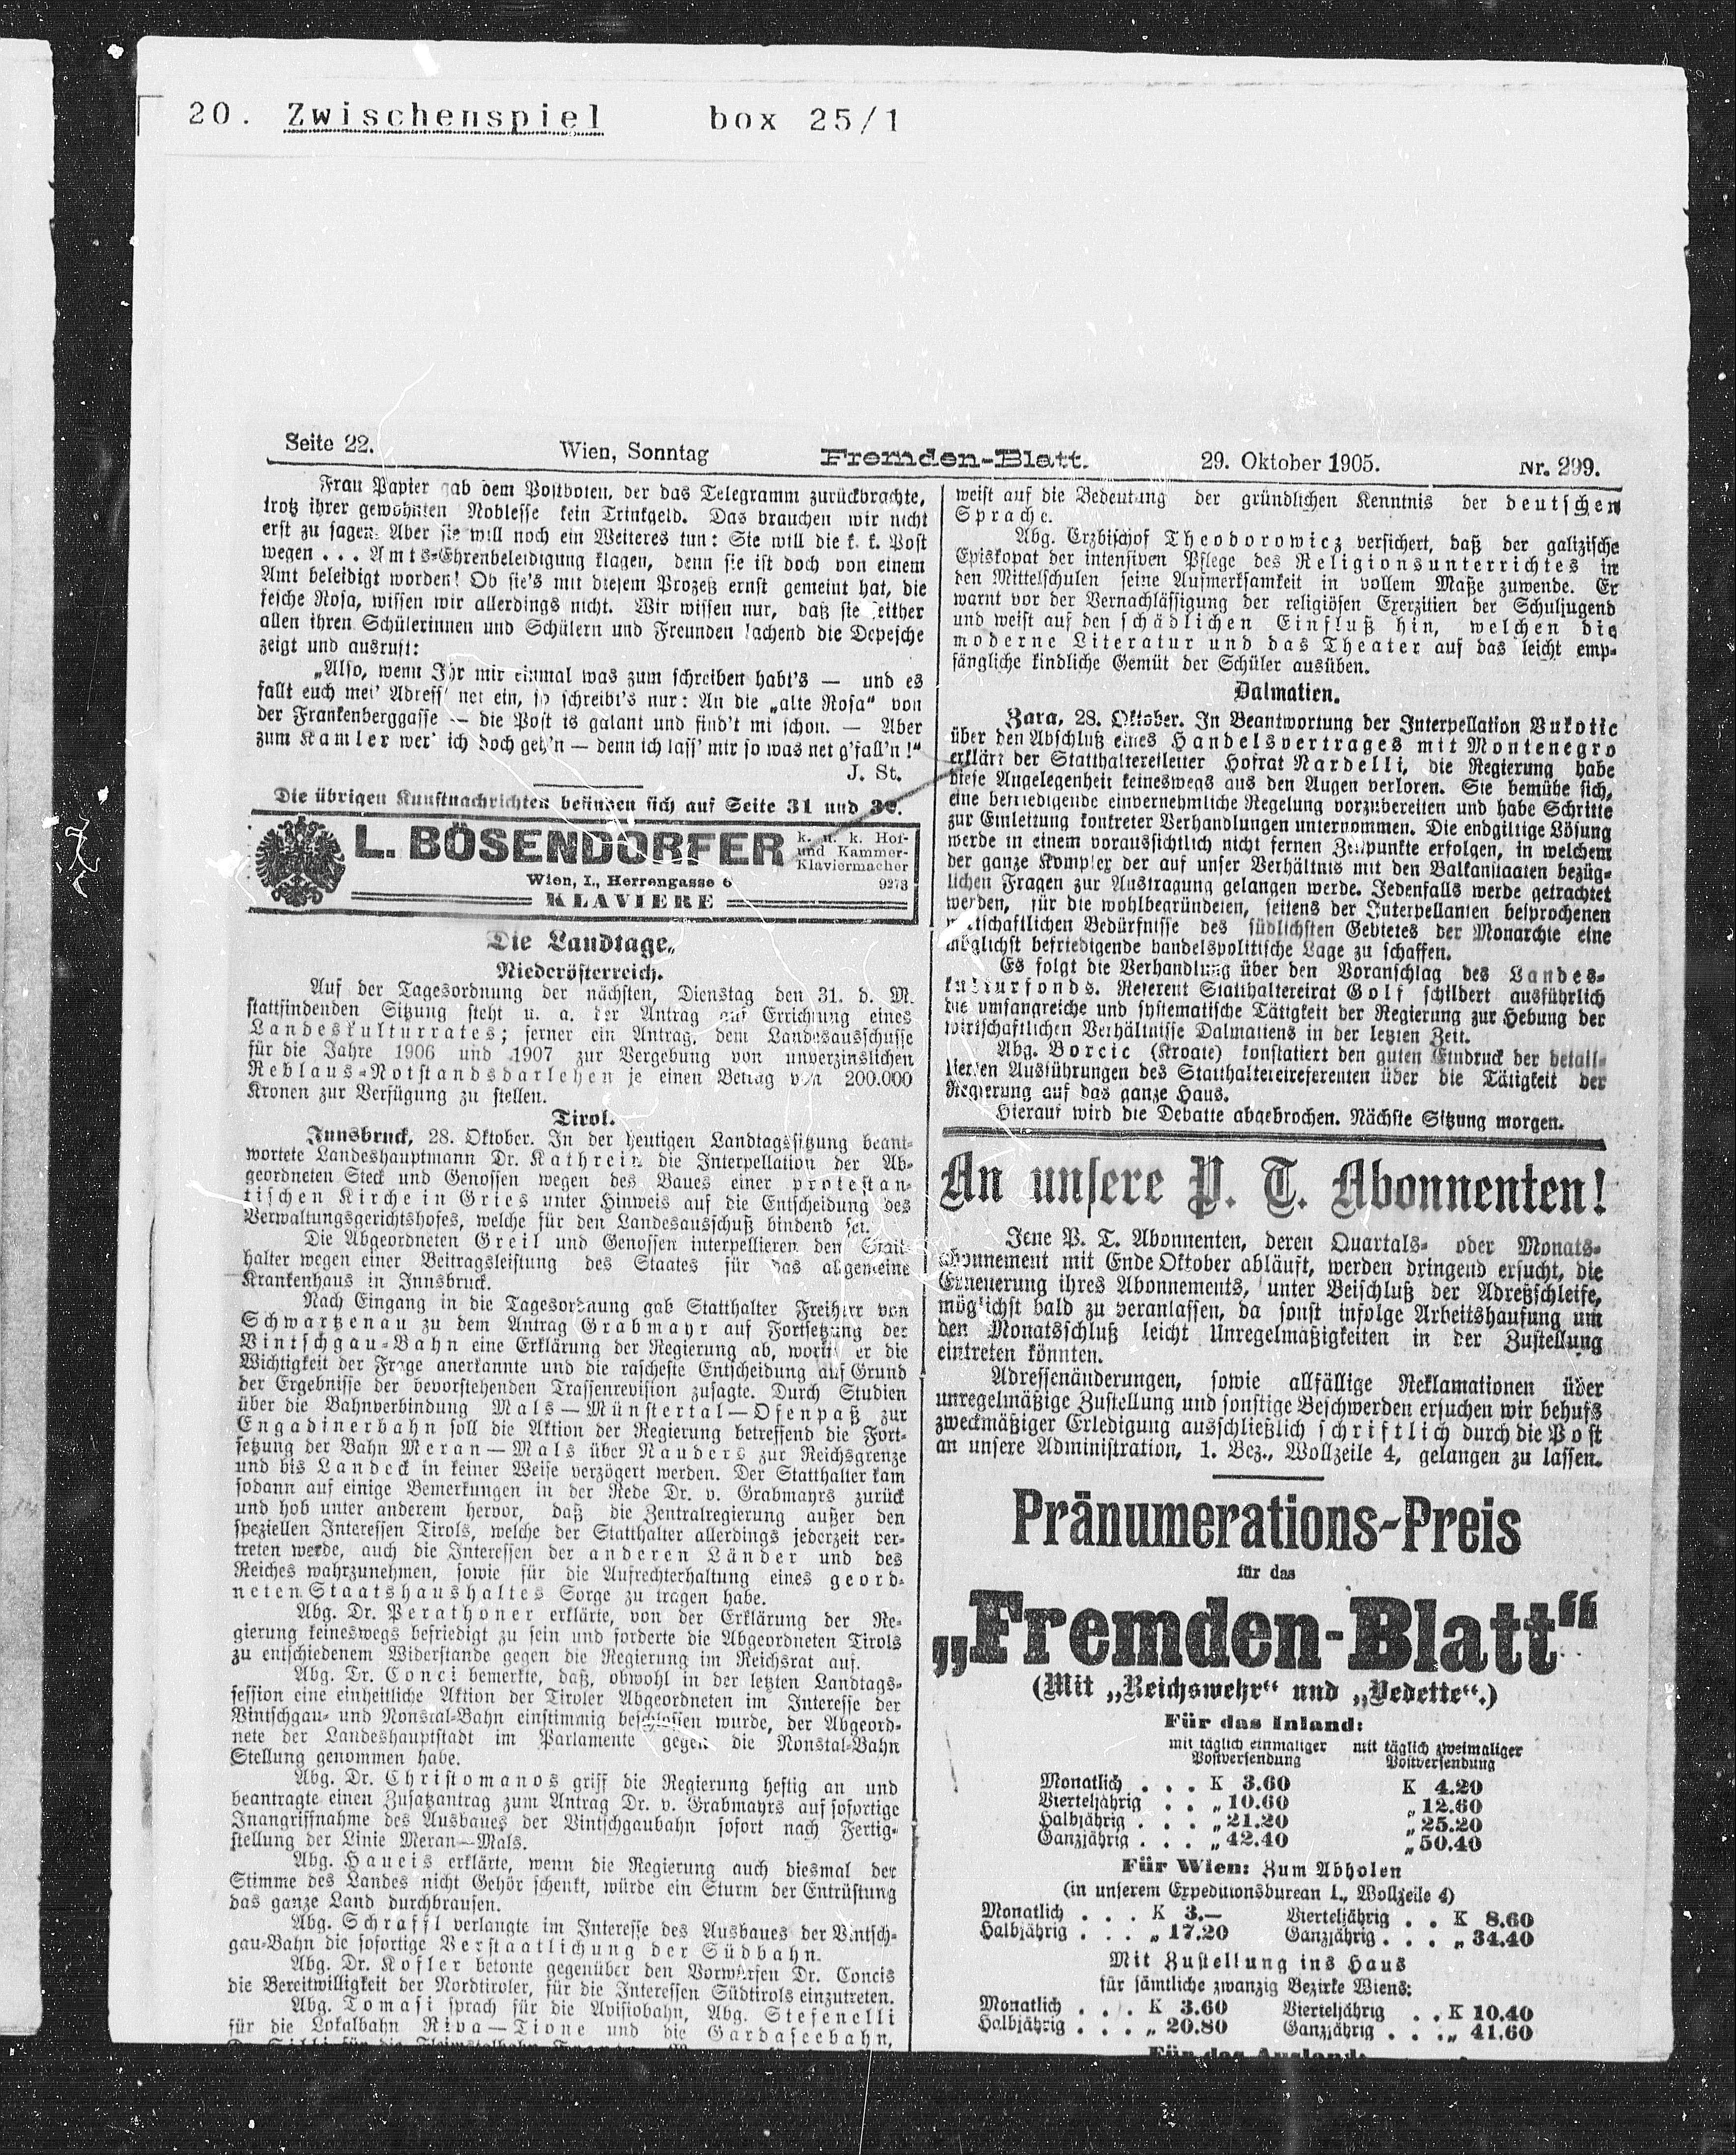 20. Zwischenspiel box 25/1
Seite 22. Wien, Sonntag Fremden-Blatt. 29. Oktober 1905. Nr. 299.
Frau Papier gab dem Postboten, der das Telegramm zurückbrachte,
trotz ihrer gewohnten Noblesse kein Trinkgeld. Das brauchen wir nicht
erst zu sagen. Aber sie will noch ein Weiteres tun: Sie will die k. k. Post
wegen . . . Amts-Ehrenbeleidigung klagen, denn sie ist doch von einem
Amt beleidigt worden! Ob sie's mit diesem Prozeß ernst gemeint hat, die
fesche Rosa, wissen wir allerdings nicht. Wir wissen nur, daß sie seither
allen ihren Schülerinnen und Schülern und Freunden lachend die Depesche
zeigt und ausruft:
„Also, wenn Ihr mir einmal was zum schreiben habt's — und es
fallt euch mei' Adress' net ein, so schreibt's nur: An die „alte Rosa" von
der Frankenberggasse — die Post is galant und find't mi schon. — Aber
zum Kamler wer' ich doch geh'n — denn ich lass' mir so was net g'fall'n!"
J. St.
Die übrigen Kunstnachrichten befinden sich auf Seite 31 und
L. BÖSENDORFER k. u. k. Hof-
und Kammer-
Klaviermacher
Wien, I., Herrengasse 6 9273
KLAVIERE
Die Landtage.
Niederösterreich.
Auf der Tagesordnung der nächsten, Dienstag den 31. d. M.
stattfindenden Sitzung steht u. a. der Antrag auf Errichtung eines
Landeskulturrates; ferner ein Antrag, dem Landesausschusse
für die Jahre 1906 und 1907 zur Vergebung von unverzinslichen
Reblaus-Notstandsdarlehen je einen Betrag von 200.000
Kronen zur Verfügung zu stellen.
Tirol.
Innsbruck, 28. Oktober. In der heutigen Landtagssitzung beant-
wortete Landeshauptmann Dr. Kathrein die Interpellation der Ab-
geordneten Steck und Genossen wegen des Baues einer protestan-
tischen Kirche in Gries unter Hinweis auf die Entscheidung des
Verwaltungsgerichtshofes, welche für den Landesausschuß bindend sei.
Die Abgeordneten Greil und Genossen interpellieren den Statt-
halter wegen einer Beitragsleistung des Staates für das allgemeine
Krankenhaus in Innsbruck.
Nach Eingang in die Tagesordnung gab Statthalter Freiherr von
Schwartzenau zu dem Antrag Grabmayr auf Fortsetzung der
Vintschgau-Bahn eine Erklärung der Regierung ab, worin er die
Wichtigkeit der Frage anerkannte und die rascheste Entscheidung auf Grund
der Ergebnisse der bevorstehenden Trassenrevision zusagte. Durch Studien
über die Bahnverbindung Mals—Münstertal—Ofenpaß zur
Engadinerbahn soll die Aktion der Regierung betreffend die Fort-
setzung der Bahn Meran—Mals über Nauders zur Reichsgrenze
und bis Landeck in keiner Weise verzögert werden. Der Statthalter kam
sodann auf einige Bemerkungen in der Rede Dr. v. Grabmayrs zurück
und hob unter anderem hervor, daß die Zentralregierung außer den
speziellen Interessen Tirols, welche der Statthalter allerdings jederzeit ver-
treten werde, auch die Interessen der anderen Länder und des
Reiches wahrzunehmen, sowie für die Aufrechterhaltung eines geord-
neten Staatshaushaltes Sorge zu tragen habe.
Abg. Dr. Perathoner erklärte, von der Erklärung der Re-
gierung keineswegs befriedigt zu sein und forderte die Abgeordneten Tirols
zu entschiedenem Widerstande gegen die Regierung im Reichsrat auf.
Abg. Dr. Conci bemerkte, daß, obwohl in der letzten Landtags-
session eine einheitliche Aktion der Tiroler Abgeordneten im Interesse der
Vintschgau- und Nonstal-Bahn einstimmig beschlossen wurde, der Abgeord-
nete der Landeshauptstadt im Parlamente gegen die Nonstal-Bahn
Stellung genommen habe.
Abg. Dr. Christomanos griff die Regierung heftig an und
beantragte einen Zusatzantrag zum Antrag Dr. v. Grabmayrs auf sofortige
Inangriffnahme des Ausbaues der Vintschgaubahn sofort nach Fertig-
stellung der Linie Meran—Mals.
Abg. Haueis erklärte, wenn die Regierung auch diesmal der
Stimme des Landes nicht Gehör schenkt, würde ein Sturm der Entrüstung
das ganze Land durchbrausen.
Abg. Schraffl verlangte im Interesse des Ausbaues der Vintsch-
gau-Bahn die sofortige Verstaatlichung der Südbahn.
Abg. Dr. Kofler betonte gegenüber den Vorwürfen Dr. Concis
die Bereitwilligkeit der Nordtiroler, für die Interessen Südtirols einzutreten.
Abg. Tomasi sprach für die Avisiobahn, Abg. Stefenelli
für die Lokalbahn Riva—Tione und die Gardaseebahn,
weist auf die Bedeutung der gründlichen Kenntnis der deutschen
Sprache.
Abg. Erzbischof Theodorowicz versichert, daß der galizische
Episkopat der intensiven Pflege des Religionsunterrichtes in
den Mittelschulen seine Aufmerksamkeit in vollem Maße zuwende. Er
warnt vor der Vernachlässigung der religiösen Exerzitien der Schuljugend
und weist auf den schädlichen Einfluß hin, welchen die
moderne Literatur und das Theater auf das leicht emp-
fängliche kindliche Gemüt der Schüler ausüben.
Dalmatien.
Zara, 28. Oktober. In Beantwortung der Interpellation Vukotic
über den Abschluß eines Handelsvertrages mit Montenegro
erklärt der Statthaltereileiter Hofrat Nardelli, die Regierung habe
diese Angelegenheit keineswegs aus den Augen verloren. Sie bemühe sich,
eine befriedigende einvernehmliche Regelung vorzubereiten und habe Schritte
zur Einleitung konkreter Verhandlungen unternommen. Die endgiltige Lösung
werde in einem voraussichtlich nicht fernen Zeitpunkte erfolgen, in welchem
der ganze Komplex der auf unser Verhältnis mit den Balkanstaaten bezüg-
lichen Fragen zur Austragung gelangen werde. Jedenfalls werde getrachtet
werden, für die wohlbegründeten, seitens der Interpellanten besprochenen
wirtschaftlichen Bedürfnisse des südlichsten Gebietes der Monarchie eine
möglichst befriedigende handelspolitische Lage zu schaffen.
Es folgt die Verhandlung über den Voranschlag des Landes-
kulturfonds. Referent Statthaltereirat Golf schildert ausführlich
die umfangreiche und systematische Tätigkeit der Regierung zur Hebung der
wirtschaftlichen Verhältnisse Dalmatiens in der letzten Zeit.
Abg. Borcic (Kroate) konstatiert den guten Eindruck der detail-
lierten Ausführungen des Statthaltereireferenten über die Tätigkeit der
Regierung auf das ganze Haus.
Hierauf wird die Debatte abgebrochen. Nächste Sitzung morgen.
An unsere P. T. Abonnenten!
Jene P. T. Abonnenten, deren Quartals- oder Monats-
abonnement mit Ende Oktober abläuft, werden dringend ersucht, die
Erneuerung ihres Abonnements, unter Beischluß der Adreßschleife,
möglichst bald zu veranlassen, da sonst infolge Arbeitshäufung um
den Monatsschluß leicht Unregelmäßigkeiten in der Zustellung
eintreten könnten.
Adressenänderungen, sowie allfällige Reklamationen über
unregelmäßige Zustellung und sonstige Beschwerden ersuchen wir behufs
zweckmäßiger Erledigung ausschließlich schriftlich durch die Post
an unsere Administration, 1. Bez., Wollzeile 4, gelangen zu lassen.
Pränumerations-Preis
für das
„Fremden-Blatt"
(Mit „Reichswehr" und „Vedette".)
Für das Inland:
mit täglich einmaliger mit täglich zweimaliger
Postversendung Postversendung
Monatlich . . . K 3.60 K 4.20
Vierteljährig . . „ 10.60 „ 12.60
Halbjährig . . . „ 21.20 „ 25.20
Ganzjährig . . . „ 42.40 „ 50.40
Für Wien: Zum Abholen
(in unserem Expeditionsbureau I., Wollzeile 4)
Monatlich . . . K 3.— Vierteljährig . . K 8.60
Halbjährig . . . „ 17.20 Ganzjährig . . . „ 34.40
Mit Zustellung ins Haus
für sämtliche zwanzig Bezirke Wiens:
Monatlich . . . K 3.60 Vierteljährig . . K 10.40
Halbjährig . . . „ 20.80 Ganzjährig . . . „ 41.60
Für das Ausland: